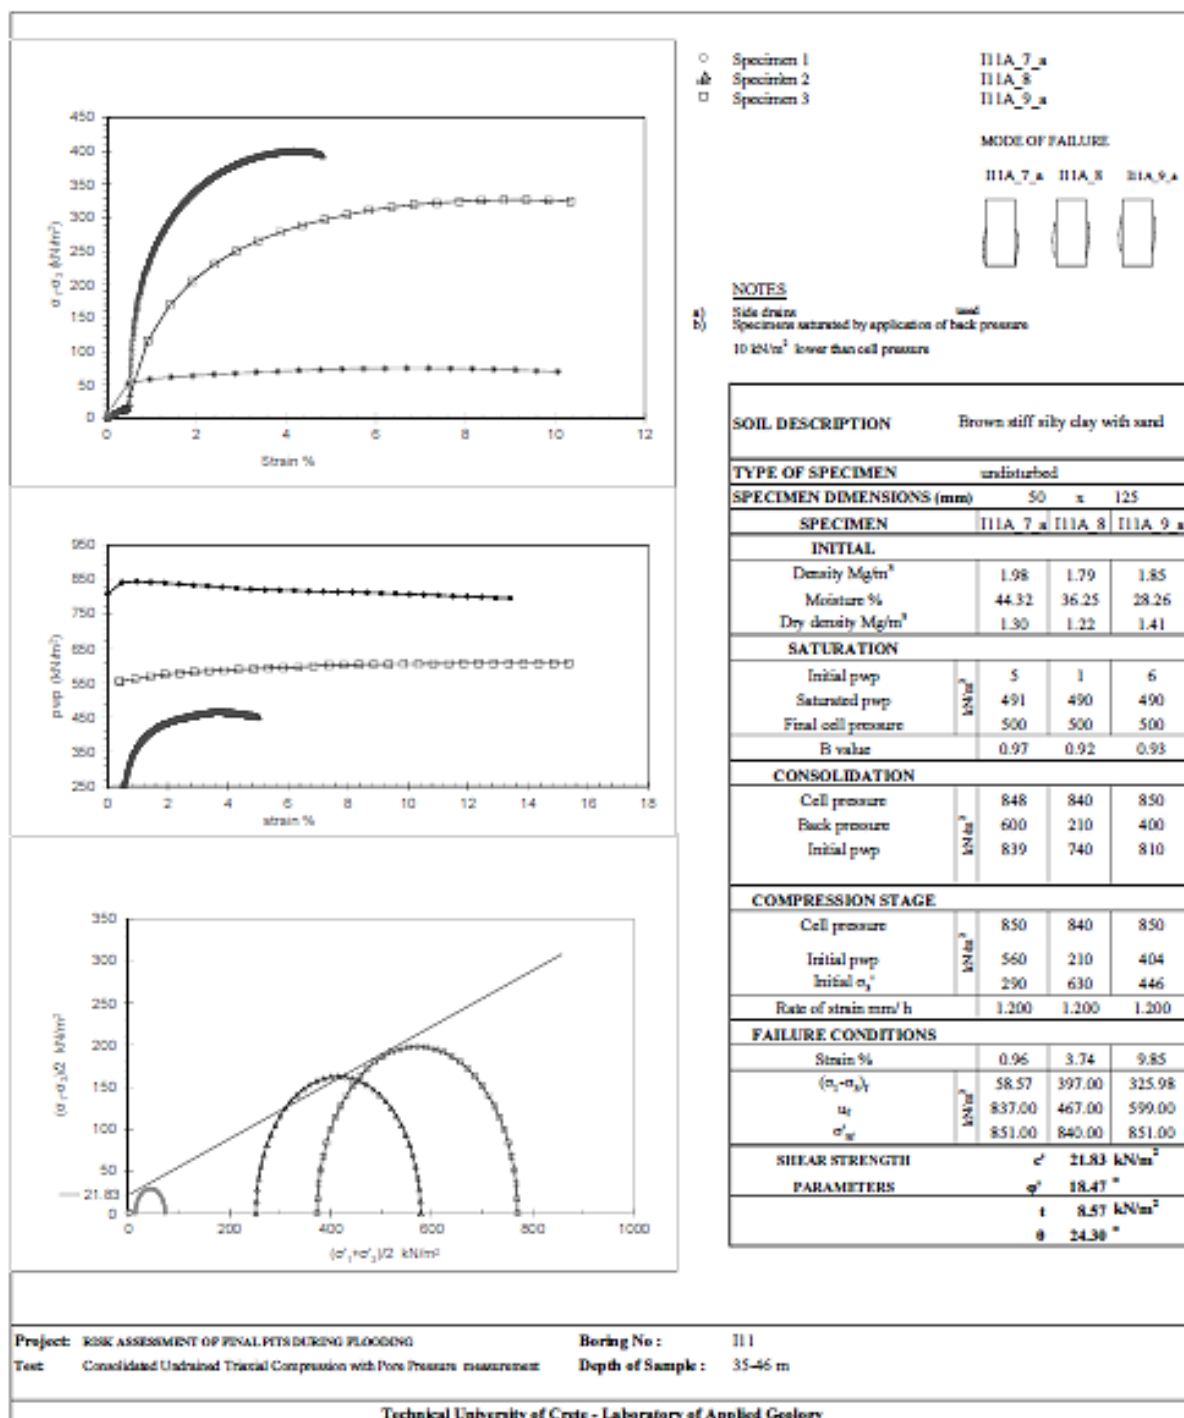 ○ Specimen 1 I11A_7_a
Specimen 2 I11A_8
□ Specimen 3 I11A_9_a
MODE OF FAILURE
I11A_7_a I11A_8 I11A_9_a
NOTES
a) Side drains used
b) Specimens saturated by application of back pressure
10 kN/m² lower than cell pressure
450
400
350
300
250
200
150
100
50
0
σ₁-σ₃ (kN/m²)
0 2 4 6 8 10 12
Strain %
950
850
750
650
550
450
350
250
pwp (kN/m²)
0 2 4 6 8 10 12 14 16 18
strain %
350
300
250
200
150
100
50
21.83
0
(σ₁-σ₃)/2 kN/m²
0 200 400 600 800 1000
(σ'₁+σ'₃)/2 kN/m²
SOIL DESCRIPTION Brown stiff silty clay with sand
TYPE OF SPECIMEN undisturbed
SPECIMEN DIMENSIONS (mm) 50 x 125
SPECIMEN I11A_7_a I11A_8 I11A_9_a
INITIAL
Density Mg/m³ 1.98 1.79 1.85
Moisture % 44.32 36.25 28.26
Dry density Mg/m³ 1.30 1.22 1.41
SATURATION
Initial pwp 5 1 6
Saturated pwp kN/m² 491 490 490
Final cell pressure 500 500 500
B value 0.97 0.92 0.93
CONSOLIDATION
Cell pressure 848 840 850
Back pressure kN/m² 600 210 400
Initial pwp 839 740 810
COMPRESSION STAGE
Cell pressure 850 840 850
Initial pwp kN/m² 560 210 404
Initial σ₃' 290 630 446
Rate of strain mm/ h 1.200 1.200 1.200
FAILURE CONDITIONS
Strain % 0.96 3.74 9.85
(σ₁-σ₃)f 58.57 397.00 325.98
uf kN/m² 837.00 467.00 599.00
851.00 840.00 851.00
SHEAR STRENGTH c' 21.83 kN/m²
PARAMETERS φ' 18.47 °
t 8.57 kN/m²
θ 24.30 °
Project: RISK ASSESSMENT OF FINAL PITS DURING FLOODING Boring No : I11
Test: Consolidated Undrained Triaxial Compression with Pore Pressure measurement Depth of Sample : 35-46 m
Technical University of Crete - Laboratory of Applied Geology